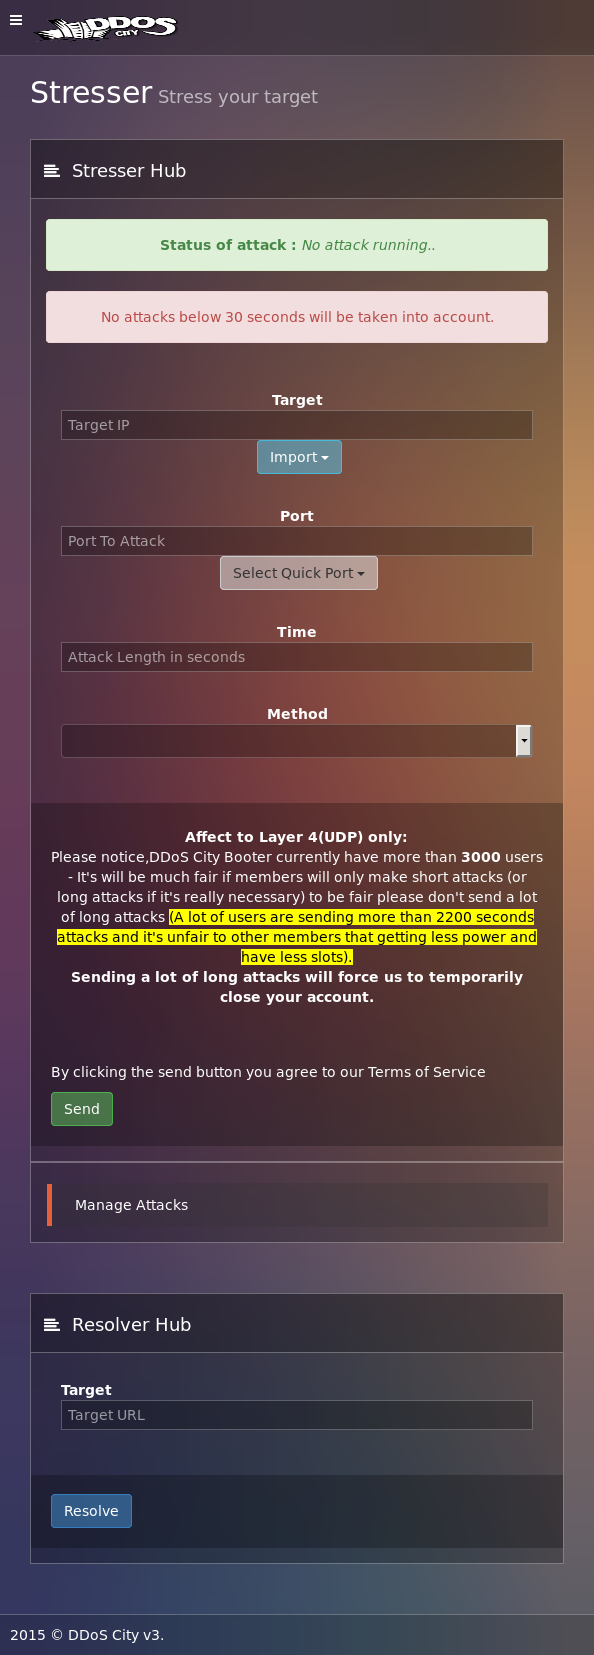 DDOS
CITY
Stresser Stress your target
Stresser Hub
Status of attack : No attack running..
No attacks below 30 seconds will be taken into account.
Target
Target IP
Import
Port
Port To Attack
Select Quick Port
Time
Attack Length in seconds
Method
Affect to Layer 4(UDP) only:
Please notice,DDoS City Booter currently have more than 3000 users
- It's will be much fair if members will only make short attacks (or
long attacks if it's really necessary) to be fair please don't send a lot
of long attacks (A lot of users are sending more than 2200 seconds
attacks and it's unfair to other members that getting less power and
have less slots).
Sending a lot of long attacks will force us to temporarily
close your account.
By clicking the send button you agree to our Terms of Service
Send
Manage Attacks
Resolver Hub
Target
Target URL
Resolve
2015 © DDoS City v3.